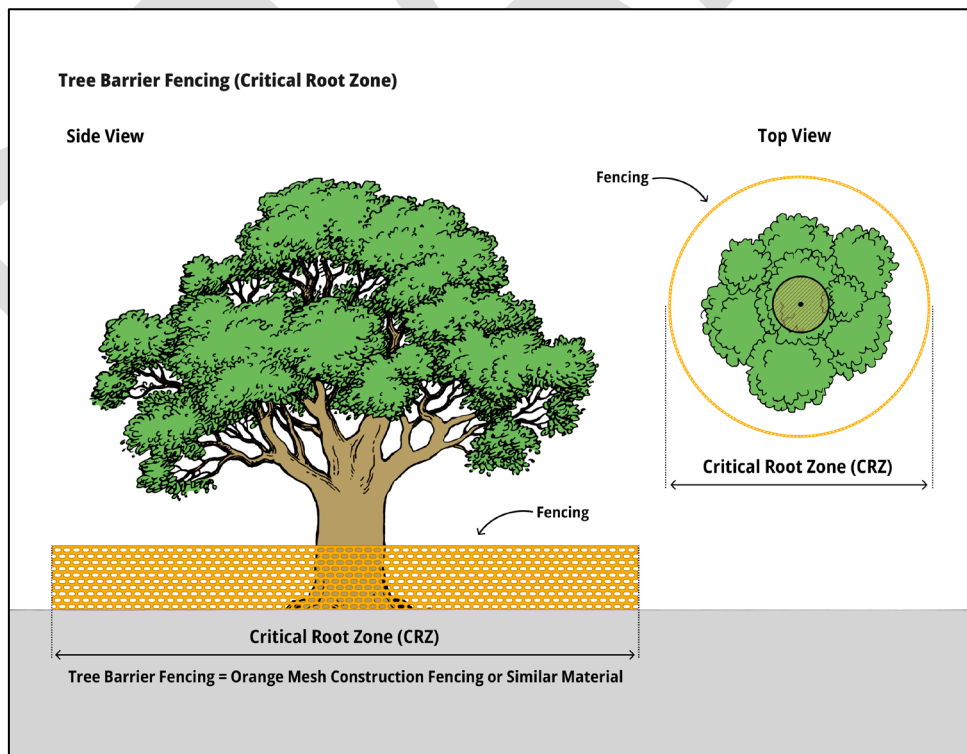 Tree Barrier Fencing (Critical Root Zone)
Side View
Top View
Fencing
Critical Root Zone (CRZ)
Fencing
Critical Root Zone (CRZ)
Tree Barrier Fencing = Orange Mesh Construction Fencing or Similar Material